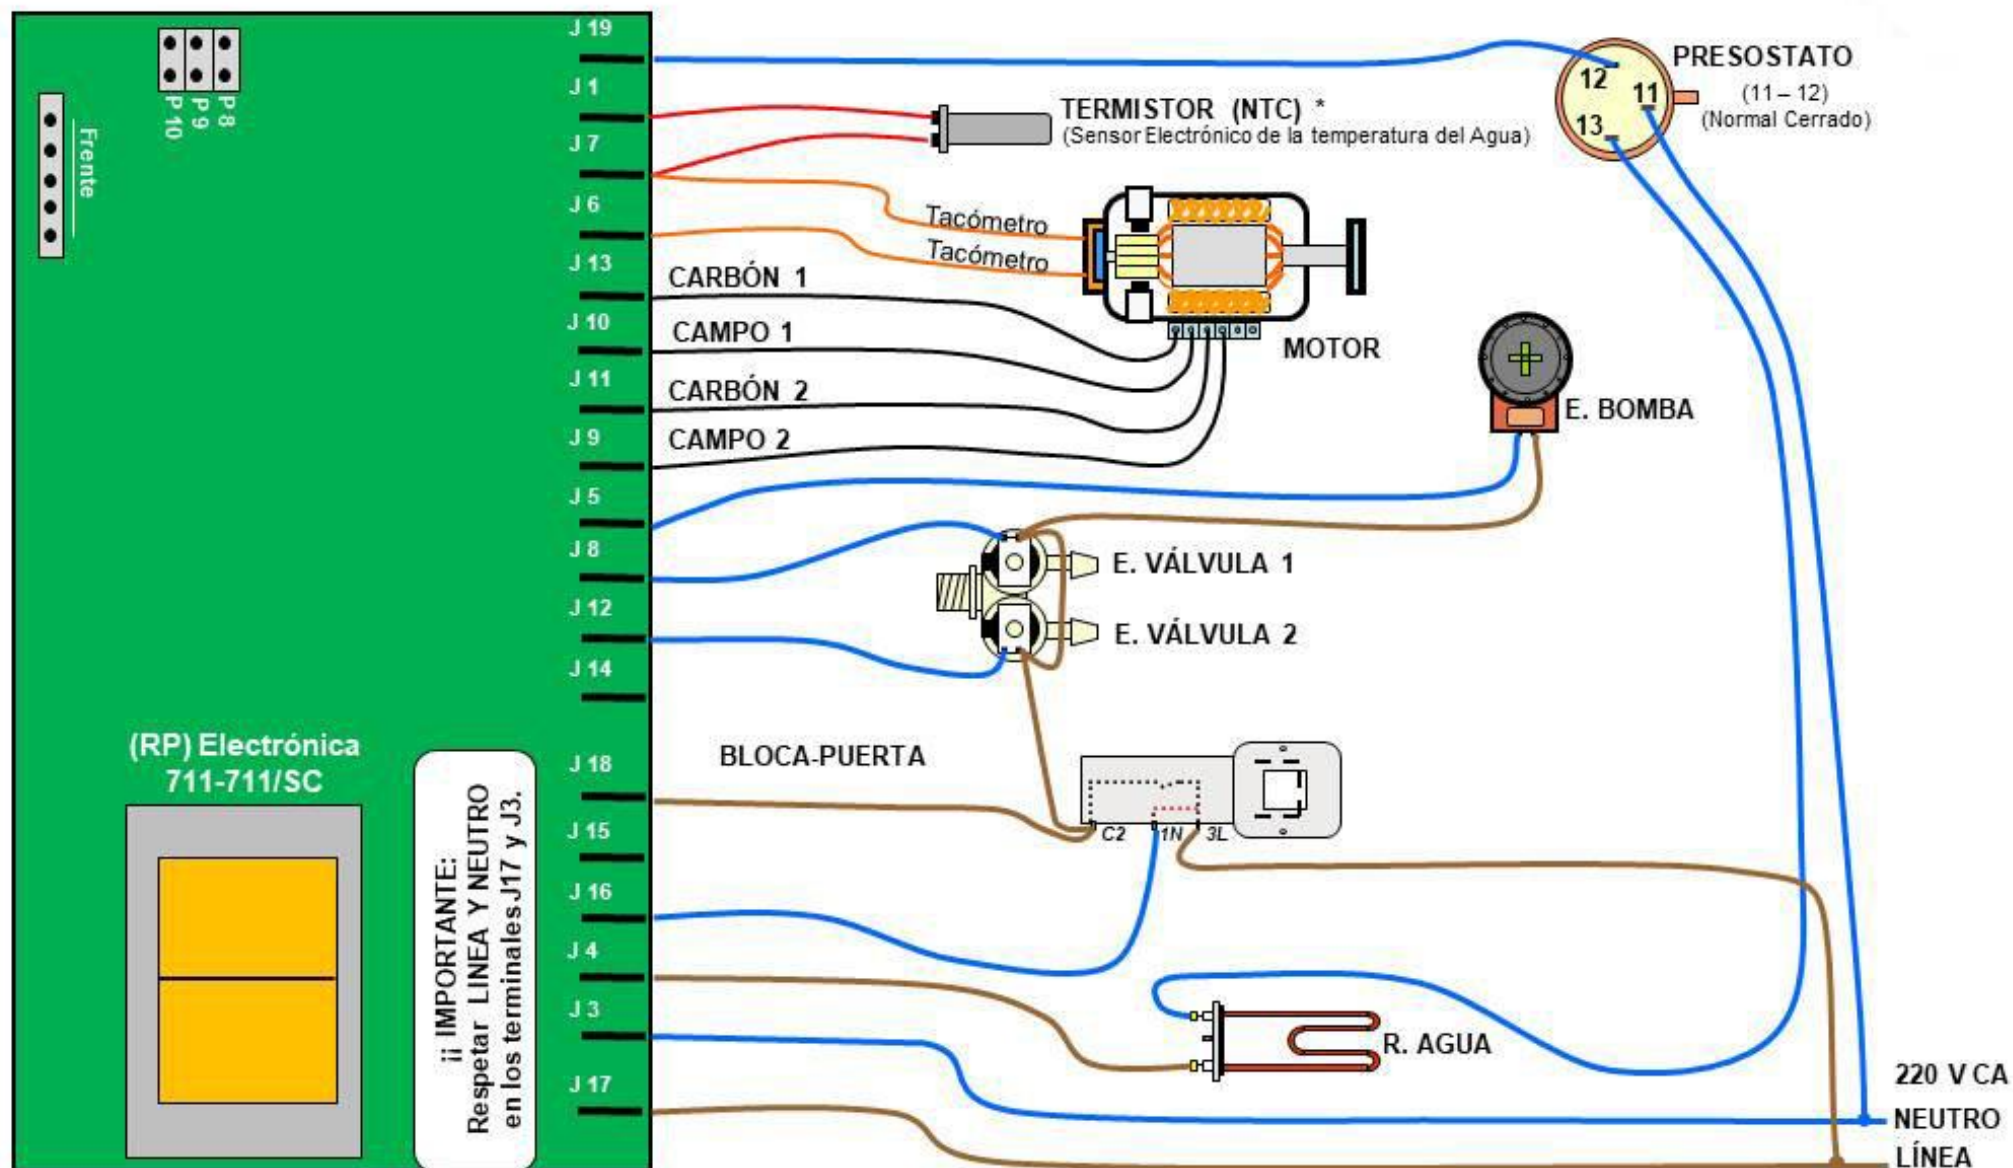 J 19
J 1
J 7
J 6
J 13
J 10
J 11
J 9
J 5
J 8
J 12
J 14
J 18
J 15
J 16
J 4
J 3
J 17
P 10
P 9
P 8
Frente
(RP) Electrónica
711-711/SC
¡¡ IMPORTANTE:
Respetar LINEA Y NEUTRO
en los terminales J17 y J3.
12
11
13
PRESOSTATO
(11 – 12)
(Normal Cerrado)
TERMISTOR (NTC) *
(Sensor Electrónico de la temperatura del Agua)
Tacómetro
Tacómetro
CARBÓN 1
CAMPO 1
CARBÓN 2
CAMPO 2
MOTOR
E. BOMBA
E. VÁLVULA 1
E. VÁLVULA 2
BLOCA-PUERTA
C2
1N
3L
R. AGUA
220 V CA
NEUTRO
LÍNEA